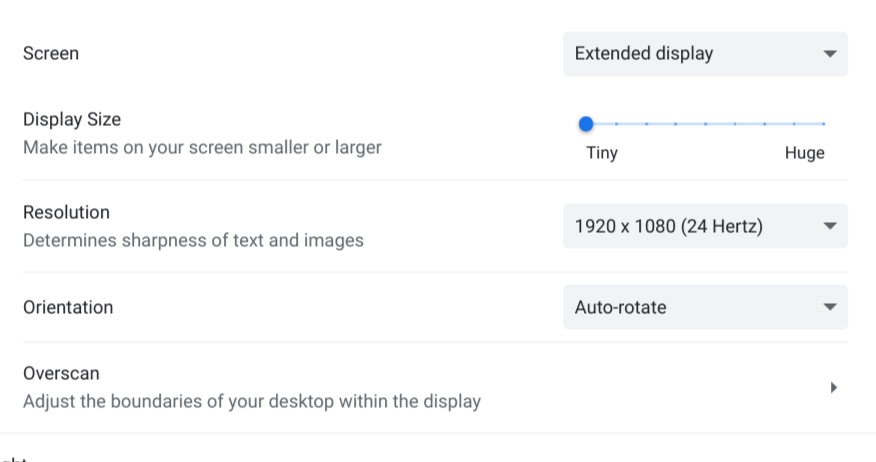 Screen
Extended display
Display Size
Make items on your screen smaller or larger
Tiny
Huge
Resolution
Determines sharpness of text and images
1920 x 1080 (24 Hertz)
Orientation
Auto-rotate
Overscan
Adjust the boundaries of your desktop within the display